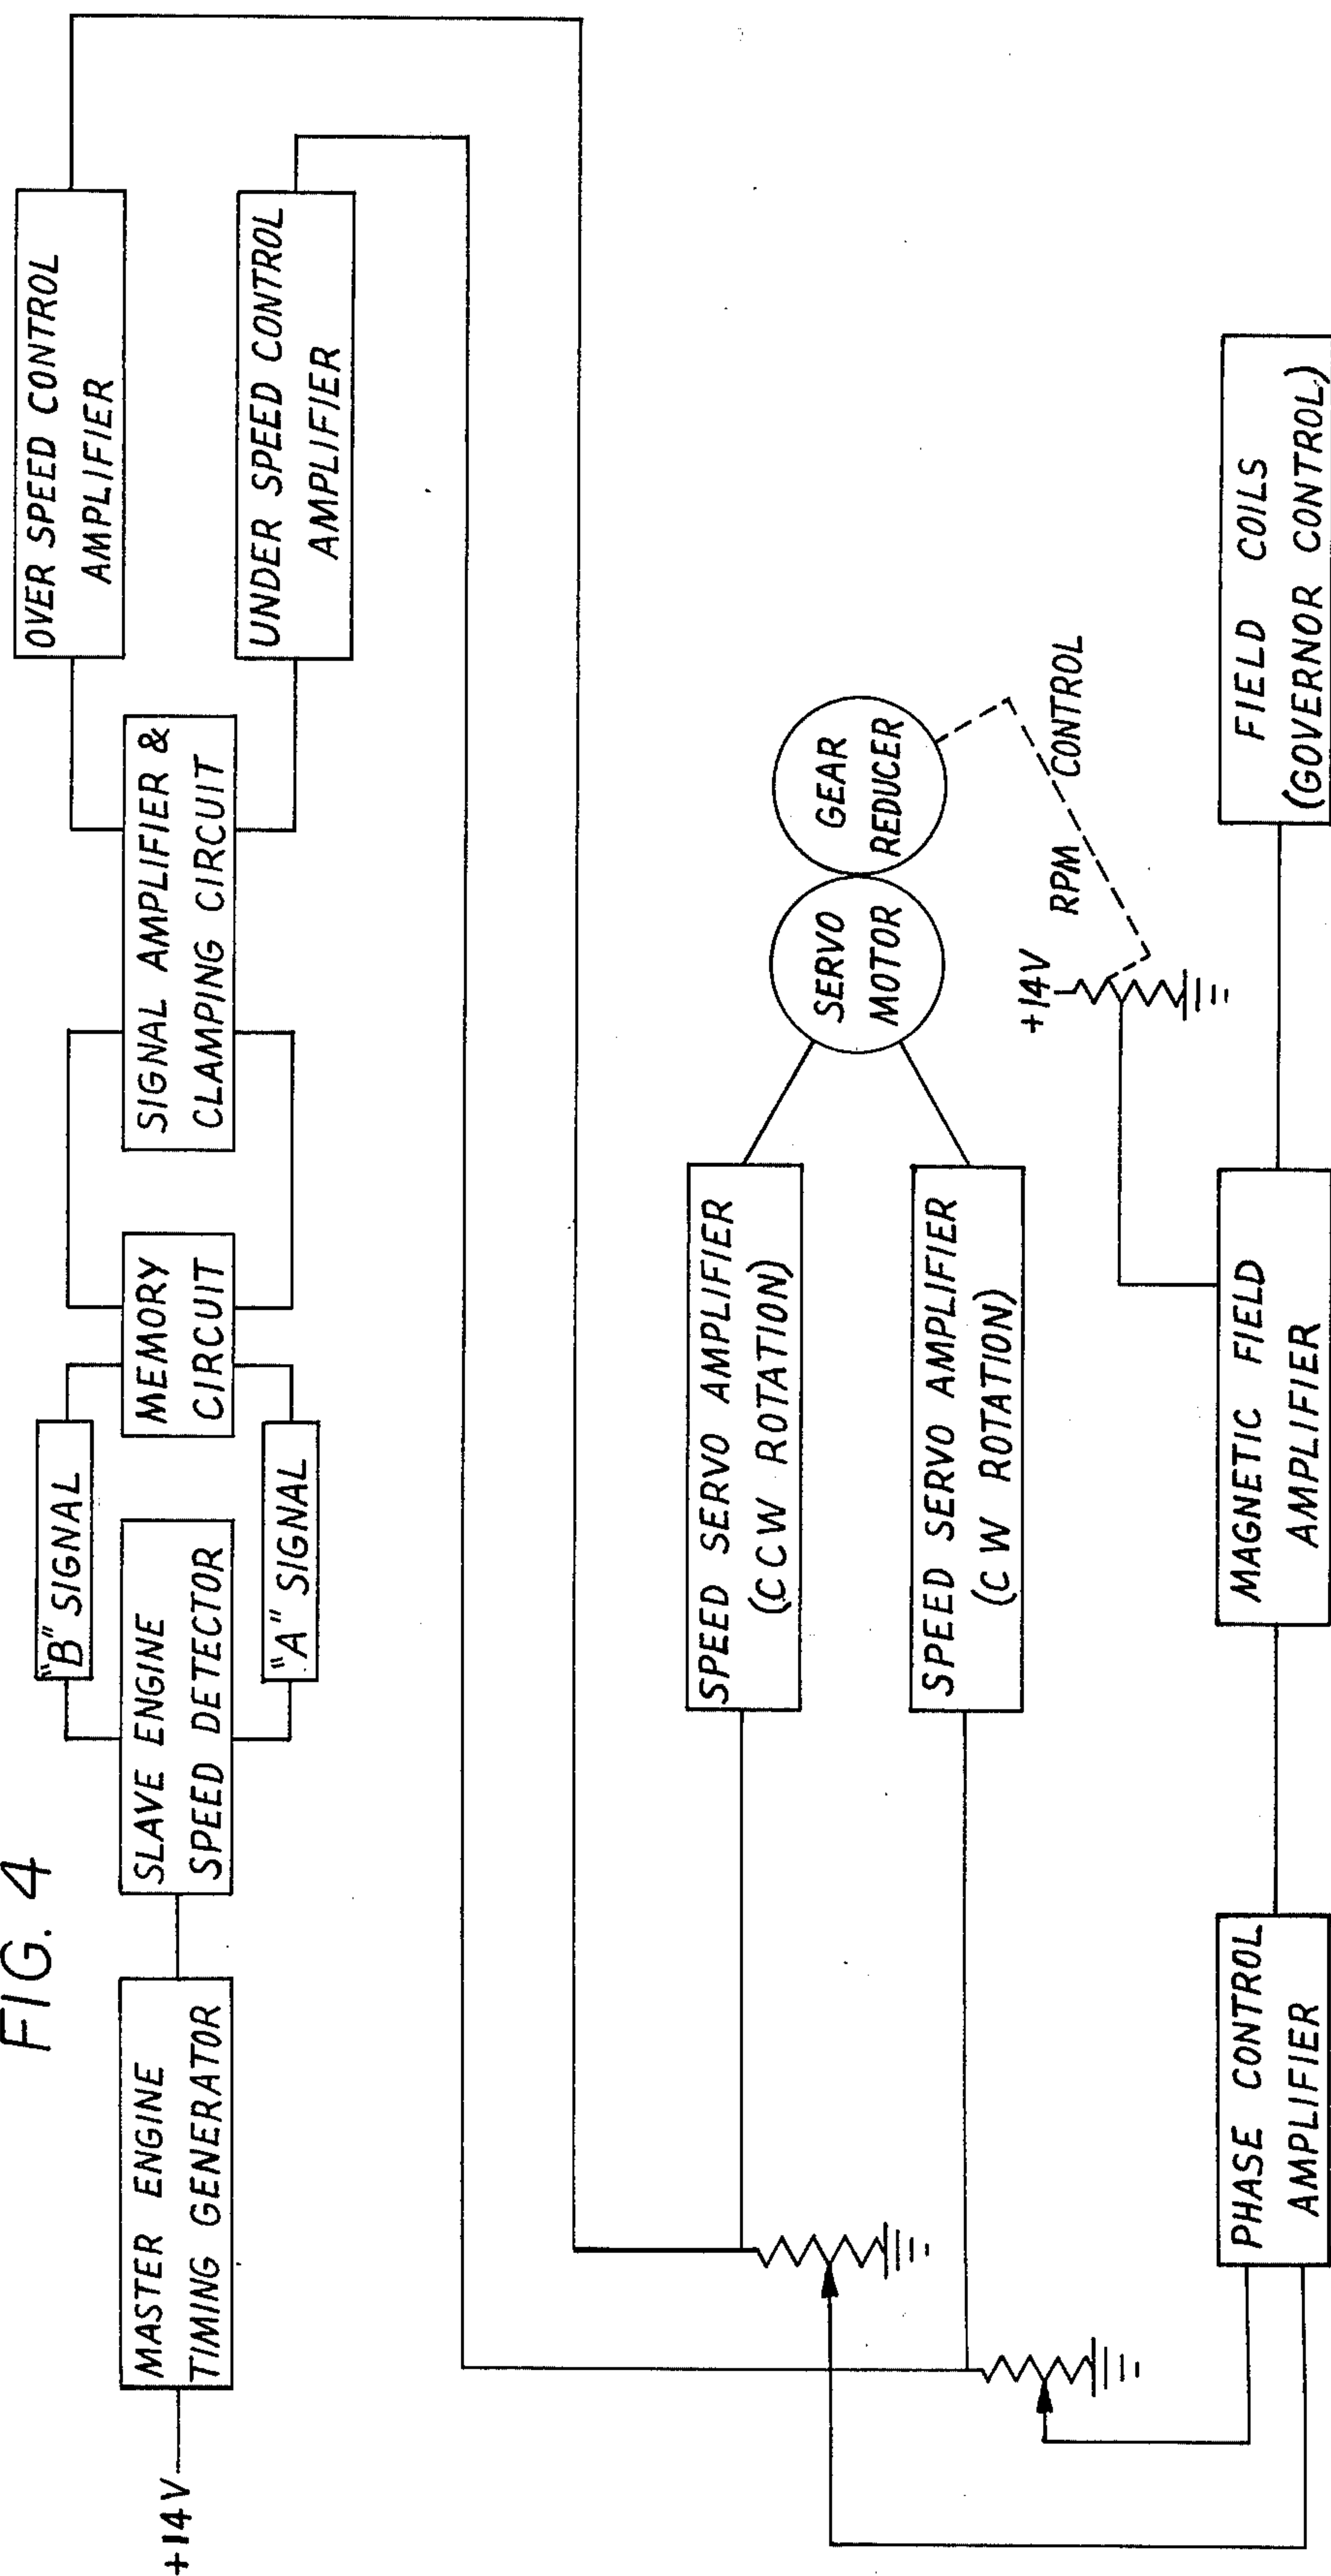 FIG. 4
+14V
MASTER ENGINE
TIMING GENERATOR
SLAVE ENGINE
SPEED DETECTOR
"B" SIGNAL
"A" SIGNAL
MEMORY
CIRCUIT
SIGNAL AMPLIFIER &
CLAMPING CIRCUIT
OVER SPEED CONTROL
AMPLIFIER
UNDER SPEED CONTROL
AMPLIFIER
SPEED SERVO AMPLIFIER
(CCW ROTATION)
SPEED SERVO AMPLIFIER
(CW ROTATION)
SERVO
MOTOR
GEAR
REDUCER
+14V
RPM CONTROL
PHASE CONTROL
AMPLIFIER
MAGNETIC FIELD
AMPLIFIER
FIELD COILS
(GOVERNOR CONTROL)